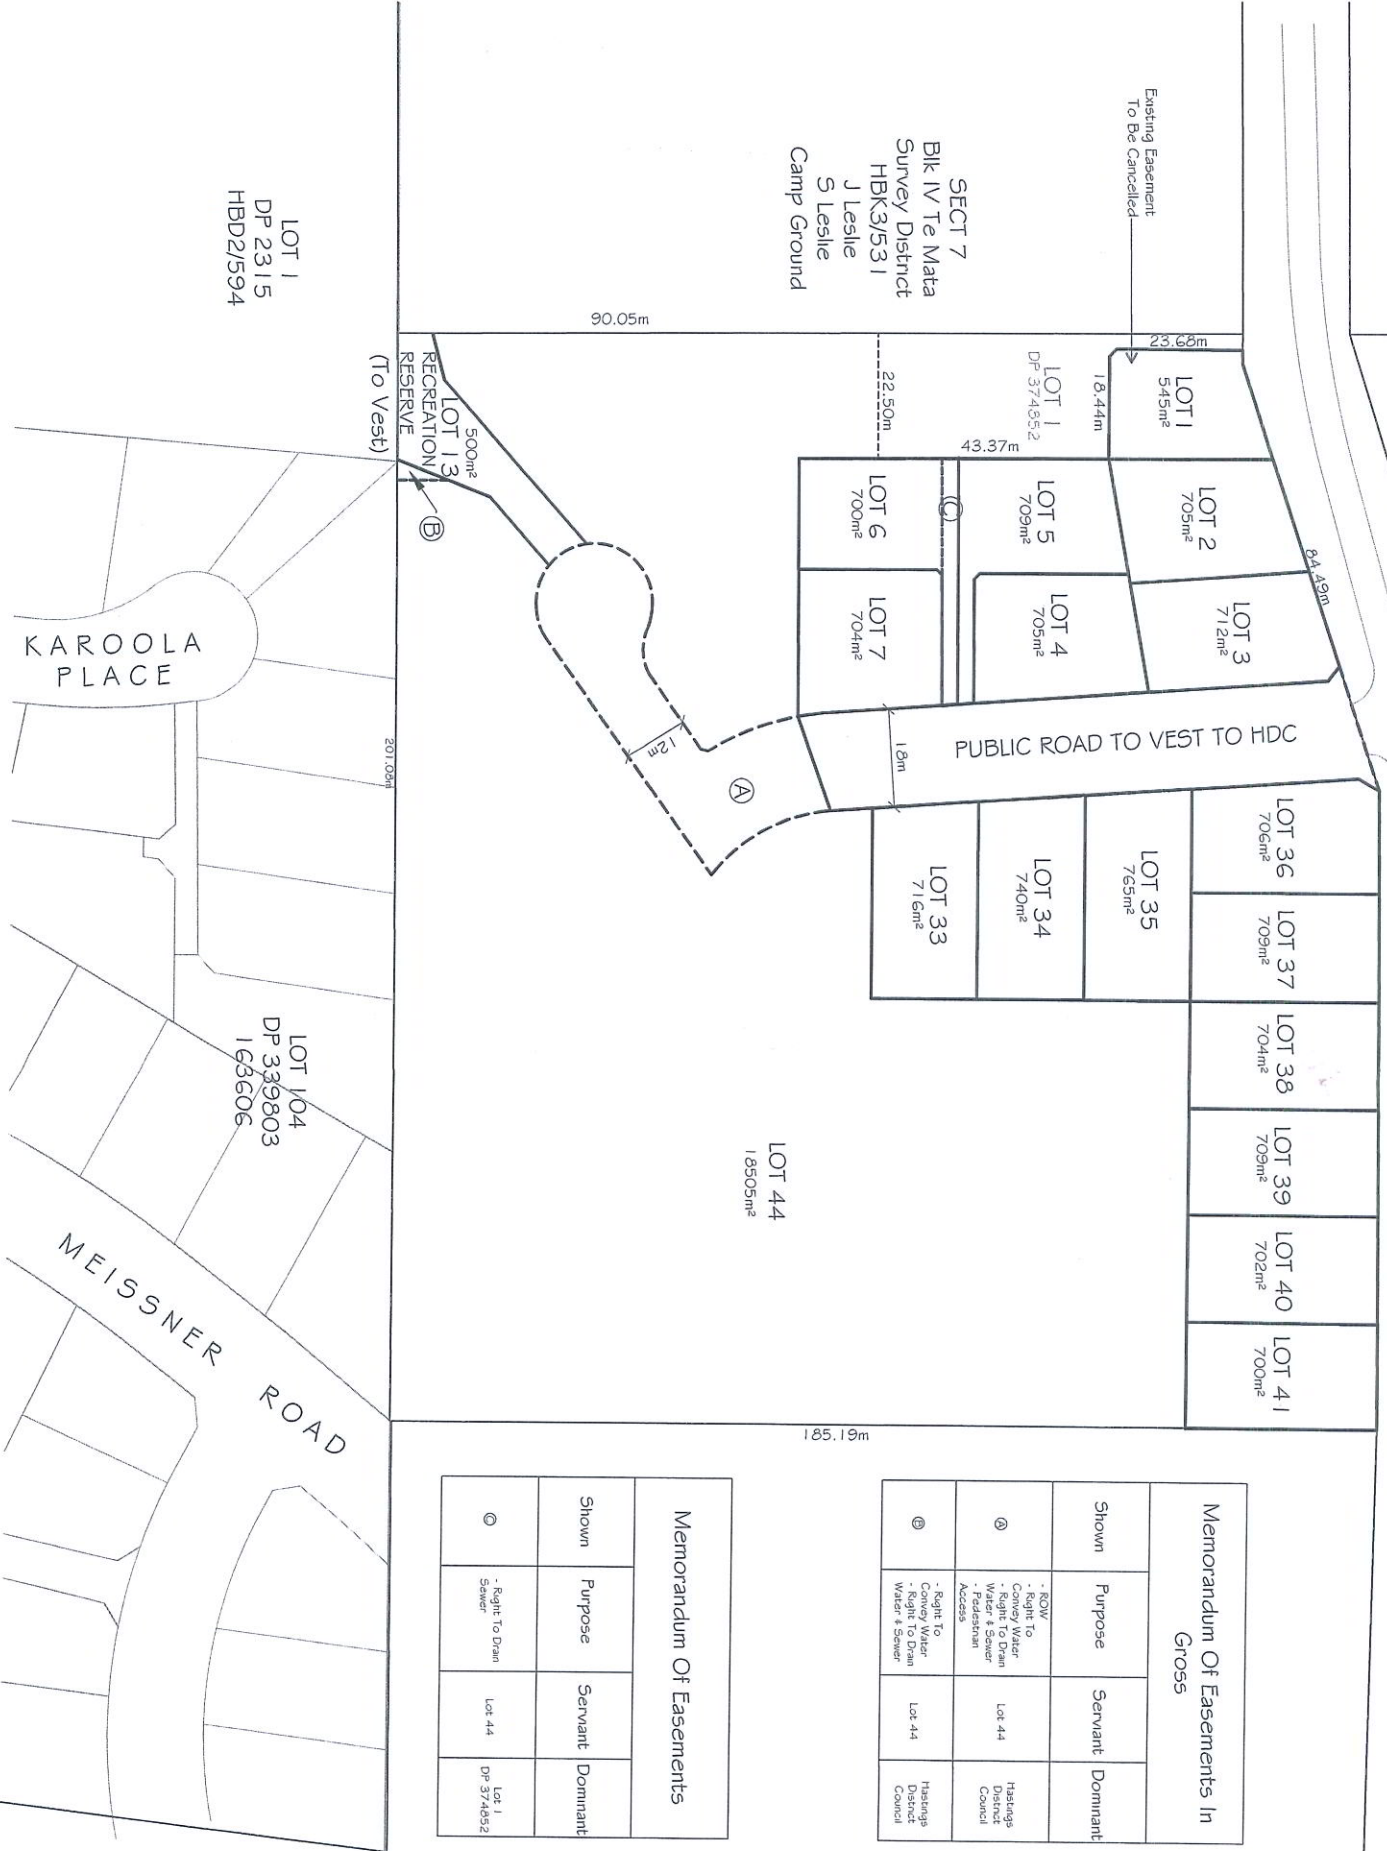 Existing Easement
To Be Cancelled
SECT 7
Blk IV Te Mata
Survey District
HBK3/531
J Leslie
S Leslie
Camp Ground
LOT 1
DP 2315
HBD2/594
90.05m
23.68m
LOT 1
545m²
18.44m
LOT 1
DP 374852
22.50m
43.37m
LOT 2
705m²
LOT 3
712m²
84.49m
LOT 5
709m²
LOT 4
705m²
C
LOT 6
700m²
LOT 7
704m²
500m²
LOT 13
RECREATION
RESERVE
(To Vest)
B
PUBLIC ROAD TO VEST TO HDC
18m
12m
A
LOT 36
706m²
LOT 37
709m²
LOT 38
704m²
LOT 39
709m²
LOT 40
702m²
LOT 41
700m²
LOT 35
765m²
LOT 34
740m²
LOT 33
716m²
LOT 44
18505m²
201.08m
185.19m
KAROOLA
PLACE
LOT 104
DP 339803
163606
MEISSNER ROAD
Memorandum Of Easements In
Gross
Shown Purpose Serviant Dominant
A
- ROW
- Right To
Convey Water
- Right To Drain
Water & Sewer
- Pedestrian
Access
Lot 44
Hastings
District
Council
B
- Right To
Convey Water
- Right To Drain
Water & Sewer
Lot 44
Hastings
District
Council
Memorandum Of Easements
Shown Purpose Serviant Dominant
C
- Right To Drain
Sewer
Lot 44
Lot 1
DP 374852